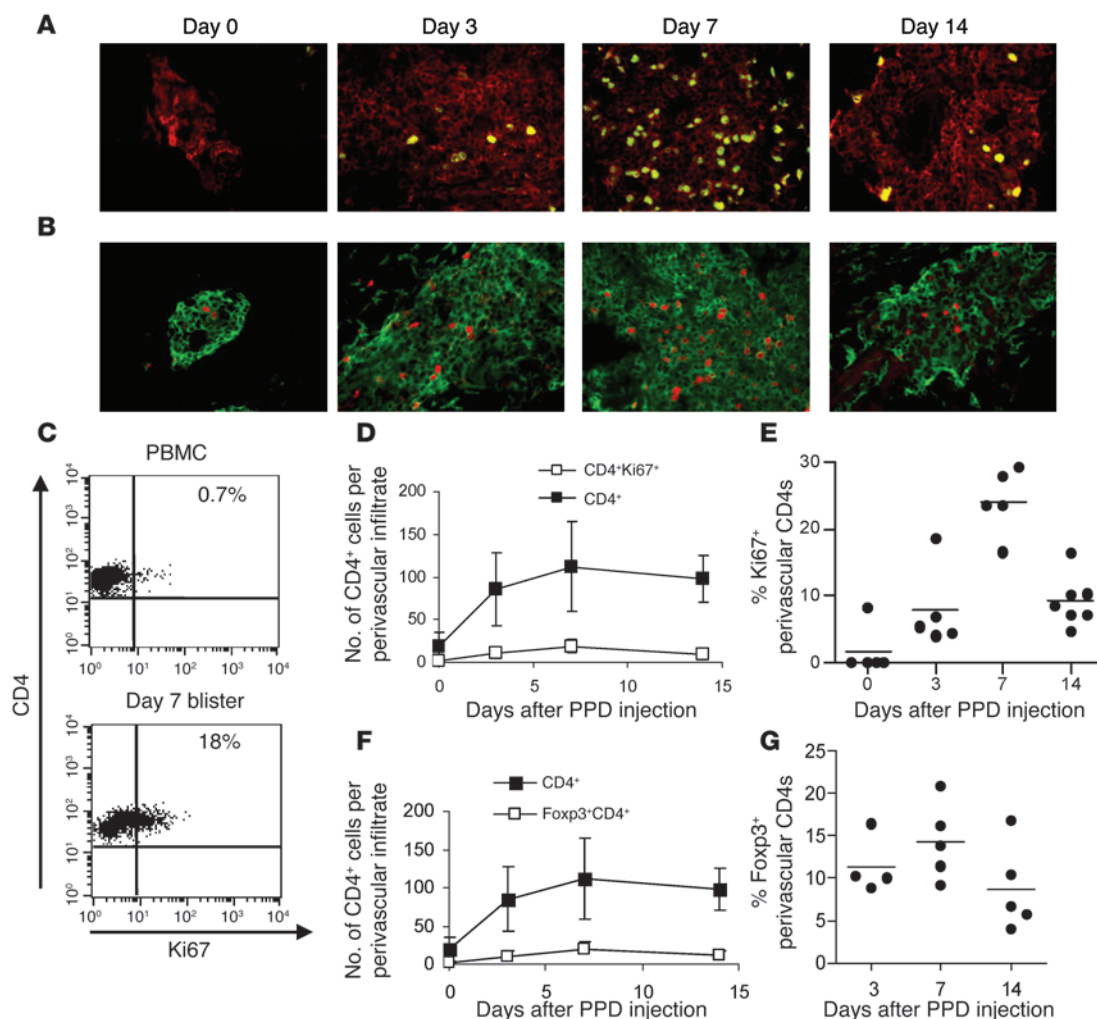 A
Day 0
Day 3
Day 7
Day 14
B
C
PBMC
0.7%
10⁴
10³
10²
10¹
10⁰
10⁰ 10¹ 10² 10³ 10⁴
Day 7 blister
18%
10⁴
10³
10²
10¹
10⁰
10⁰ 10¹ 10² 10³ 10⁴
CD4
Ki67
D
CD4⁺Ki67⁺
CD4⁺
No. of CD4⁺ cells per
perivascular infiltrate
200
150
100
50
0
0 5 10 15
Days after PPD injection
E
% Ki67⁺
perivascular CD4s
30
20
10
0
0 3 7 14
Days after PPD injection
F
CD4⁺
Foxp3⁺CD4⁺
No. of CD4⁺ cells per
perivascular infiltrate
200
150
100
50
0
0 5 10 15
Days after PPD injection
G
% Foxp3⁺
perivascular CD4s
25
20
15
10
5
0
3 7 14
Days after PPD injection